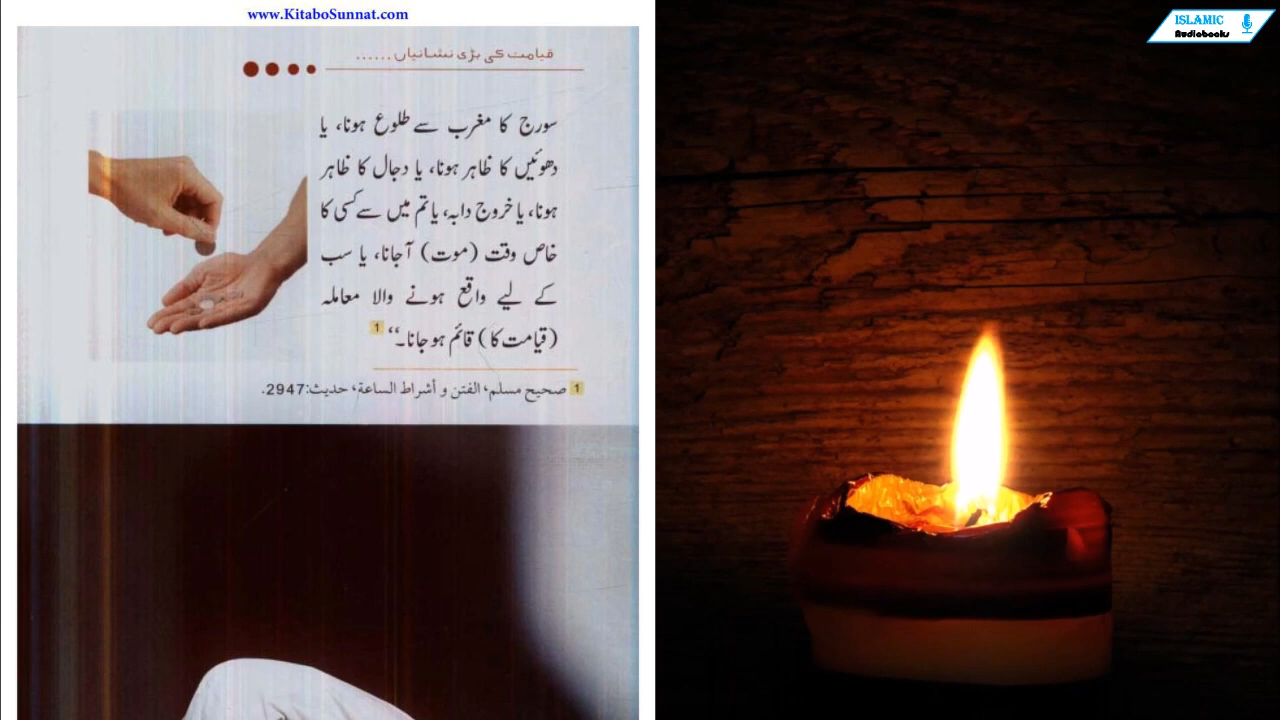 www.KitaboSunnat.com
قیامت کی بڑی نشانیاں ......
سورج کا مغرب سے طلوع ہونا، یا
دھوئیں کا ظاہر ہونا، یا دجال کا ظاہر
ہونا، یا خروج دابہ، یا تم میں سے کسی کا
خاص وقت (موت) آجانا، یا سب
کے لیے واقع ہونے والا معاملہ
(قیامت کا) قائم ہو جانا۔“ 1
1 صحیح مسلم، الفتن و أشراط الساعة، حدیث:2947.
ISLAMIC
Audiobooks